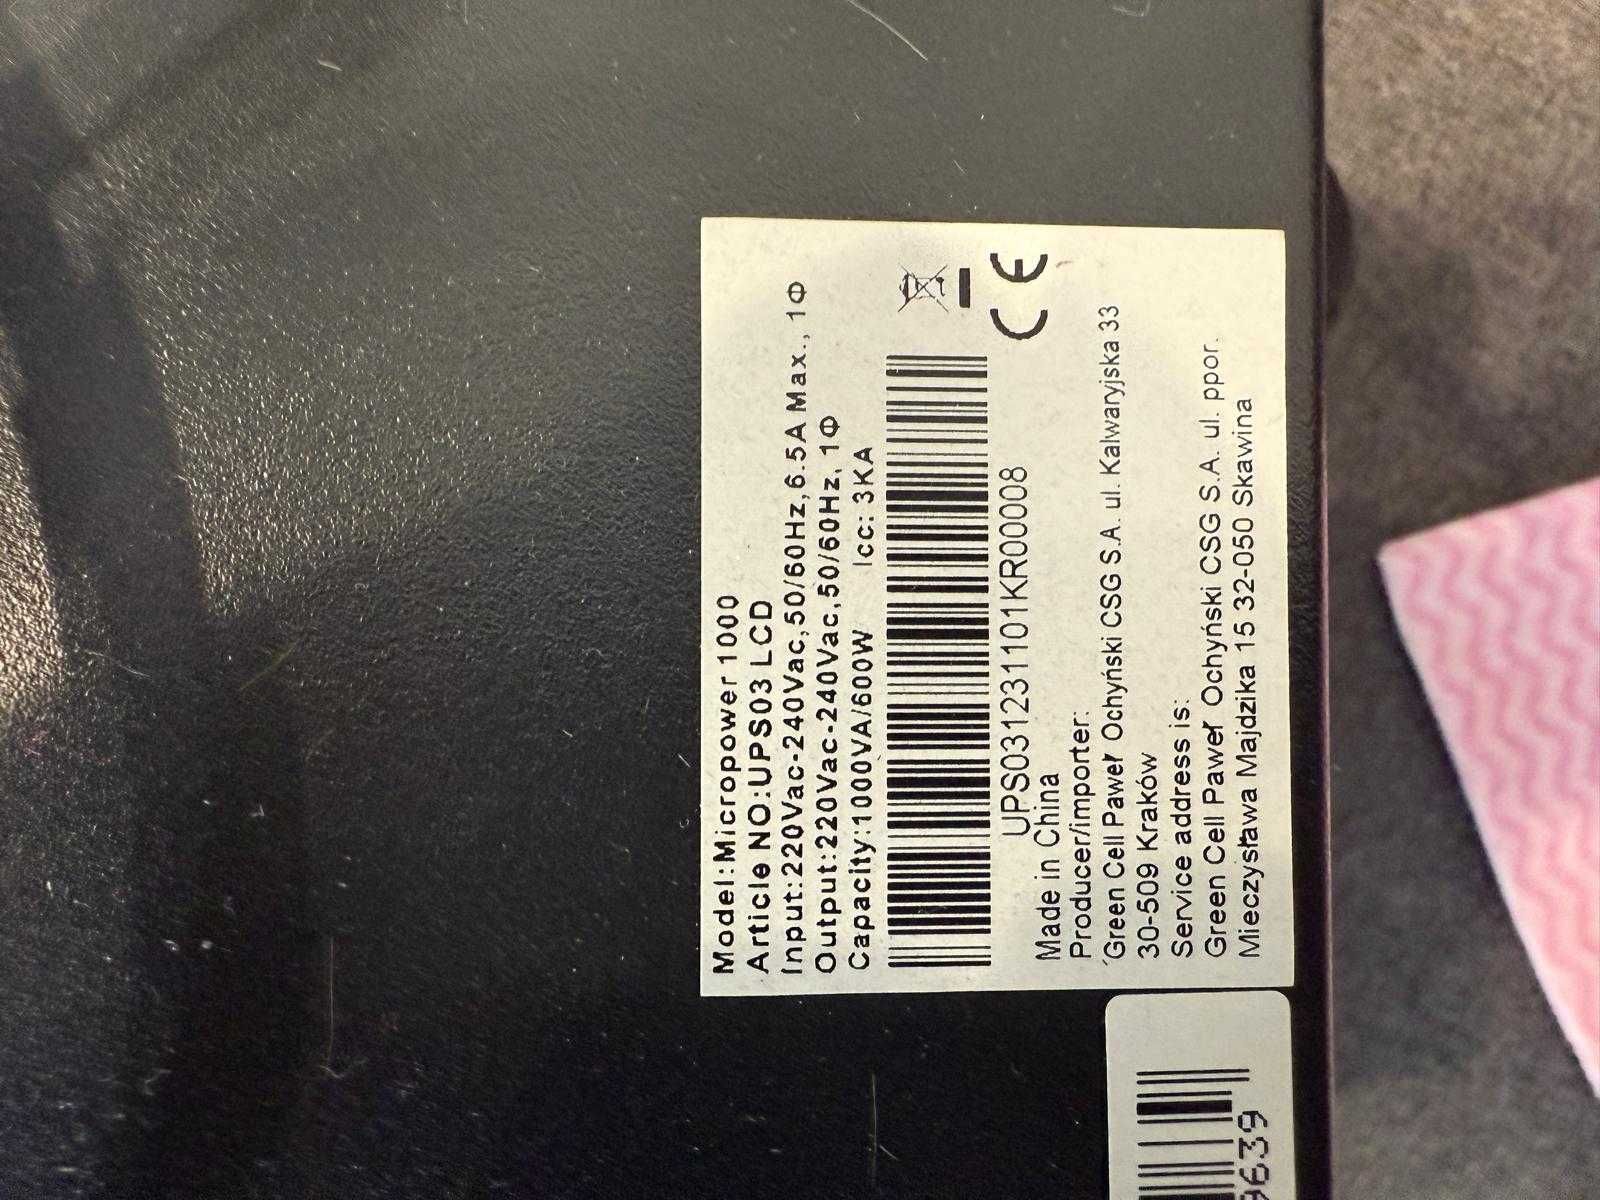 Model:Micropower 1000
Article NO:UPS03 LCD
Input:220Vac-240Vac,50/60Hz,6.5A Max., 1Φ
Output:220Vac-240Vac,50/60Hz, 1Φ
Capacity:1000VA/600W Icc: 3KA
UPS031231101KR00008
CE
Made in China
Producer/importer:
'Green Cell Paweł Ochyński CSG S.A. ul. Kalwaryjska 33
30-509 Kraków
Service address is:
Green Cell Paweł Ochyński CSG S.A. ul. ppor.
Mieczysława Majdzika 15 32-050 Skawina
9639